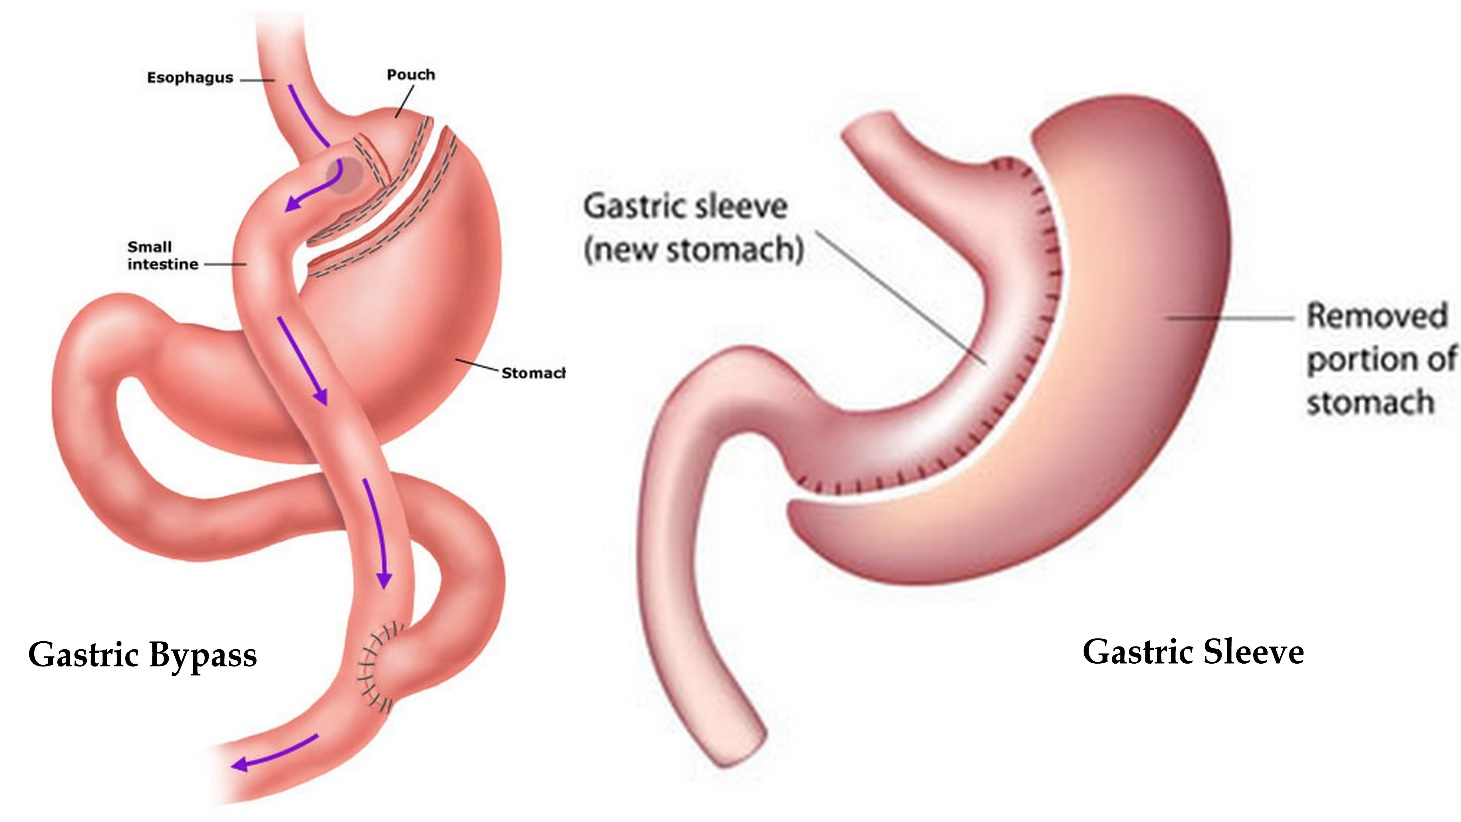 Esophagus
Pouch
Small
intestine
Stomach
Gastric Bypass
Gastric sleeve
(new stomach)
Removed
portion of
stomach
Gastric Sleeve